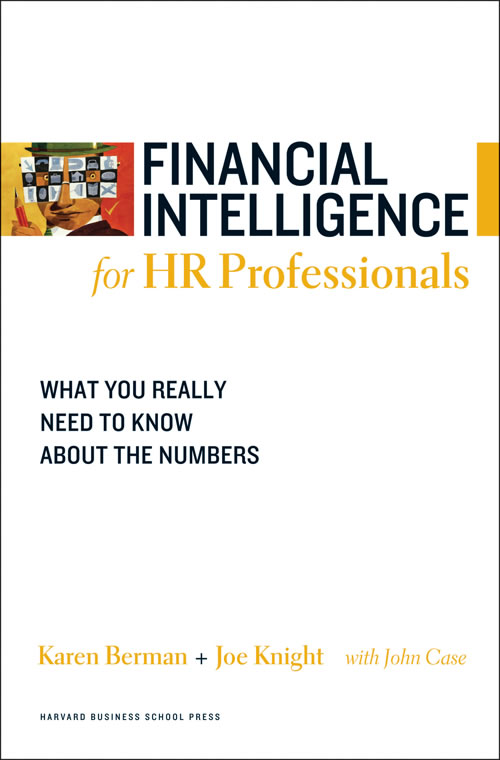 FINANCIAL
INTELLIGENCE
for HR Professionals
WHAT YOU REALLY
NEED TO KNOW
ABOUT THE NUMBERS
Karen Berman + Joe Knight with John Case
HARVARD BUSINESS SCHOOL PRESS